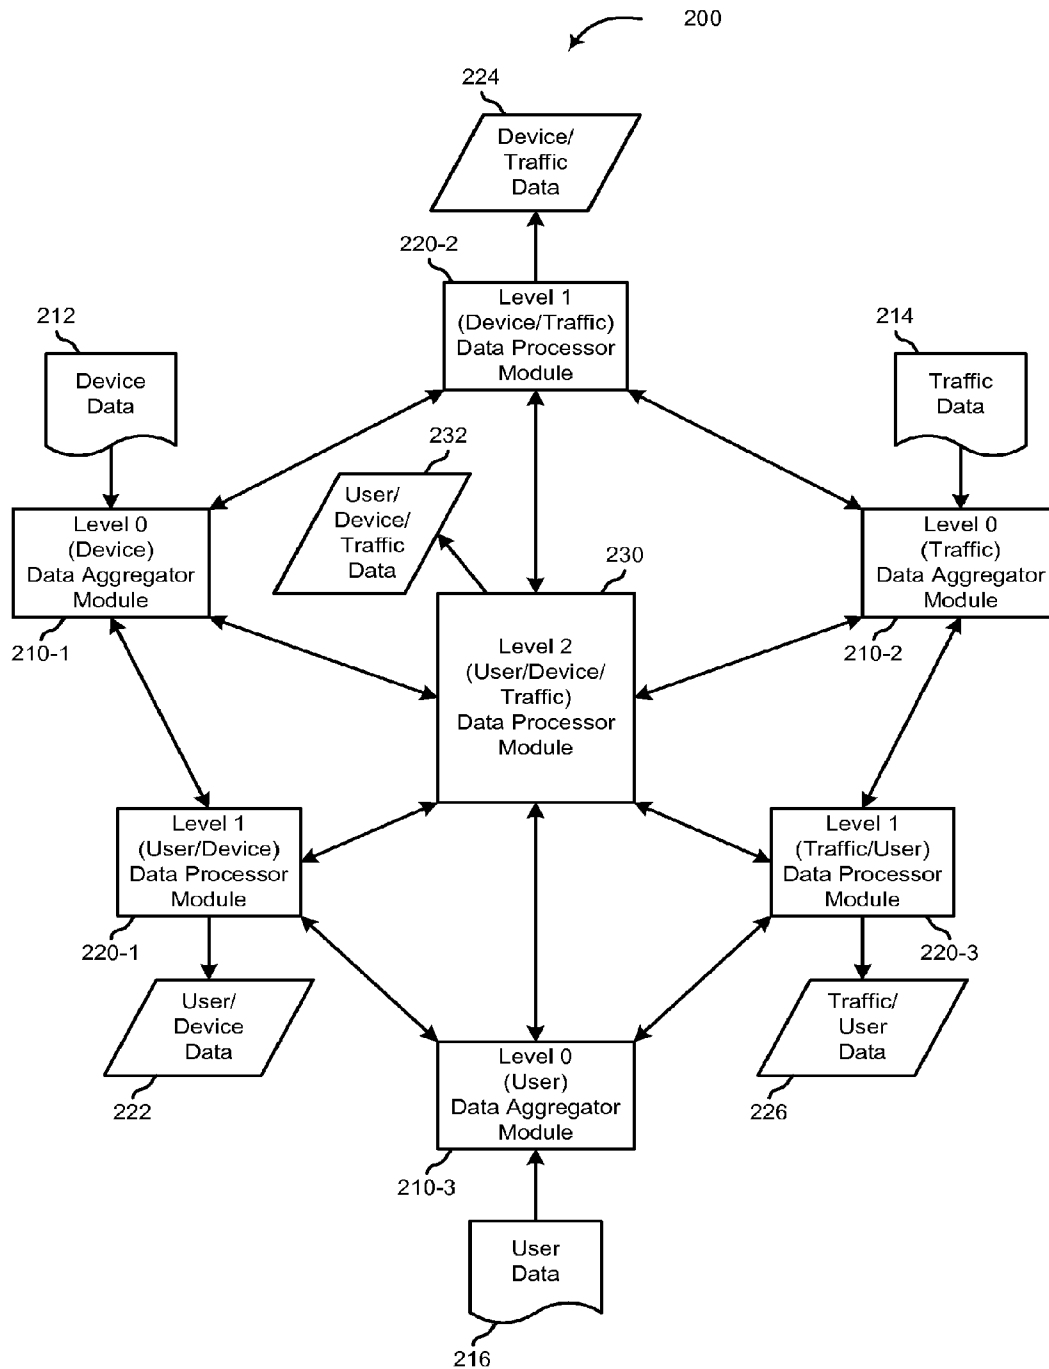 200
224
Device/
Traffic
Data
220-2
Level 1
(Device/Traffic)
Data Processor
Module
212
Device
Data
214
Traffic
Data
232
User/
Device/
Traffic
Data
Level 0
(Device)
Data Aggregator
Module
210-1
Level 0
(Traffic)
Data Aggregator
Module
210-2
230
Level 2
(User/Device/
Traffic)
Data Processor
Module
Level 1
(User/Device)
Data Processor
Module
220-1
Level 1
(Traffic/User)
Data Processor
Module
220-3
User/
Device
Data
222
Traffic/
User
Data
226
Level 0
(User)
Data Aggregator
Module
210-3
User
Data
216